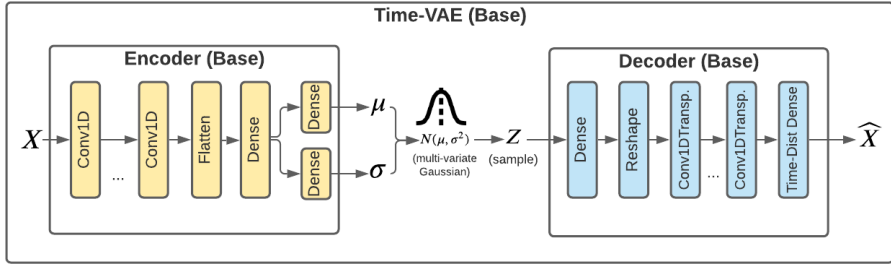 Time-VAE (Base)
Encoder (Base)
X
Conv1D
...
Conv1D
Flatten
Dense
Dense
Dense
μ
σ
N(μ, σ²)
(multi-variate
Gaussian)
Z
(sample)
Decoder (Base)
Dense
Reshape
Conv1DTransp.
...
Conv1DTransp.
Time-Dist Dense
X̂